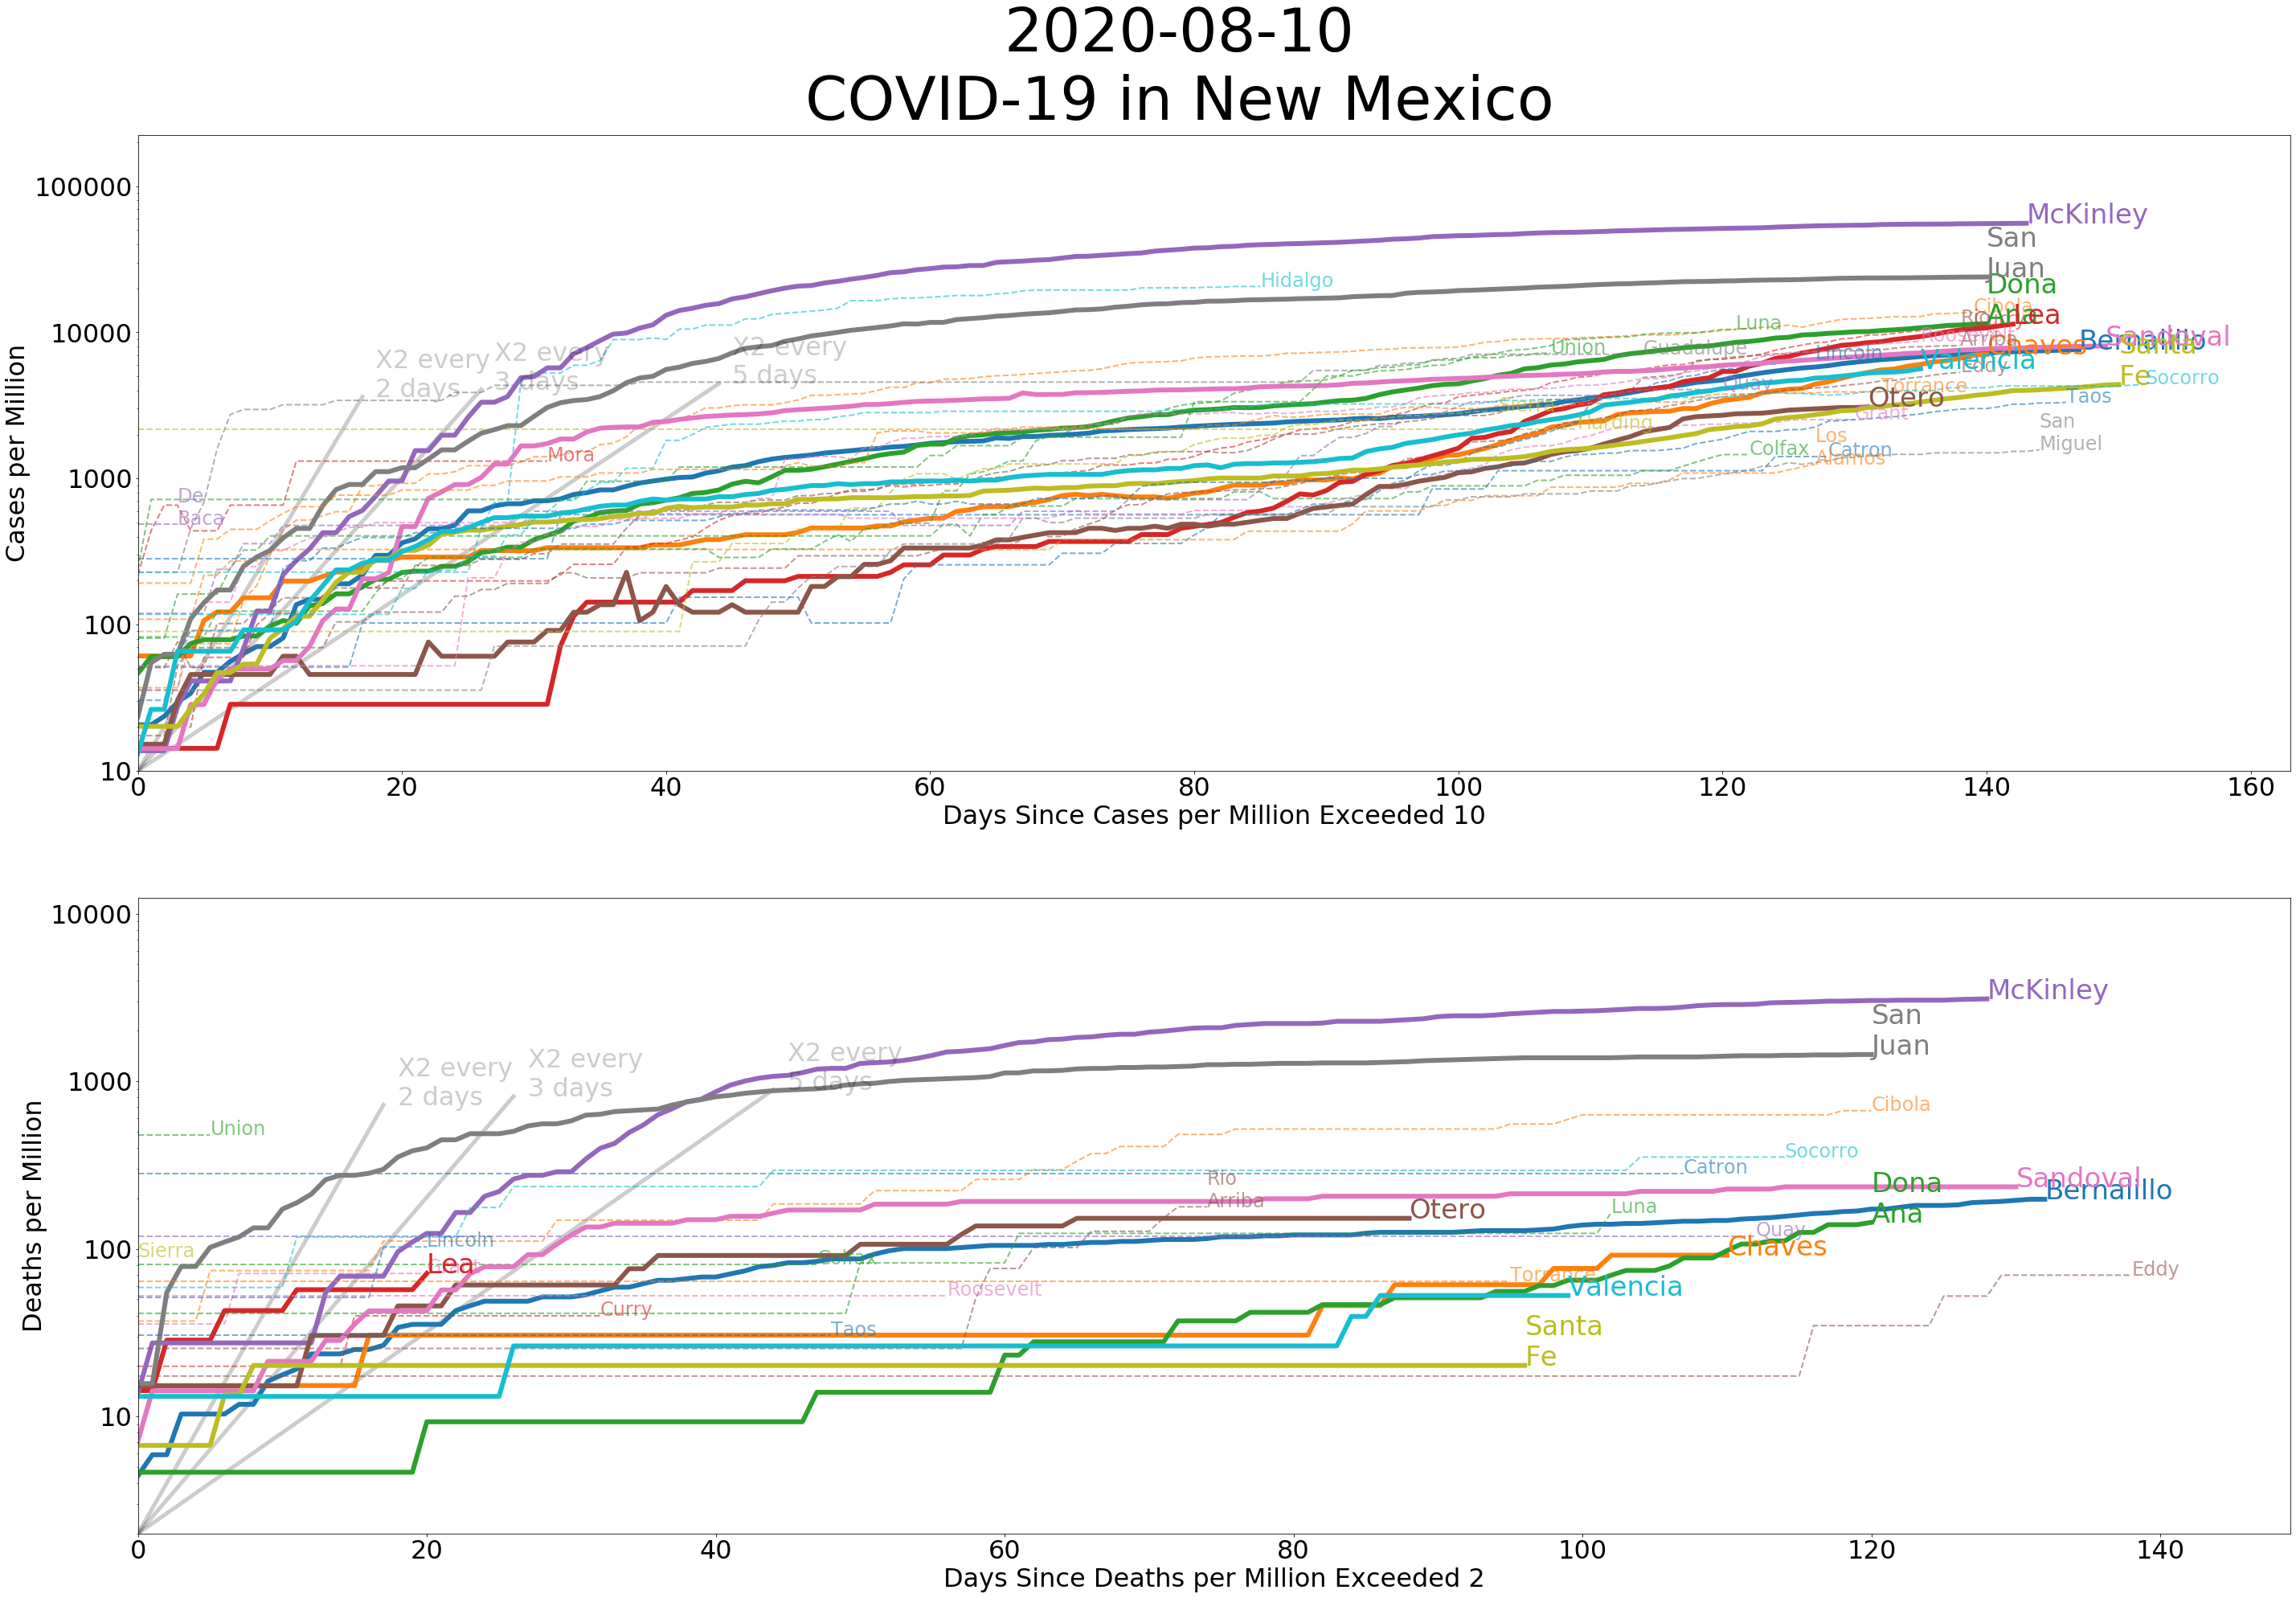 2020-08-10
COVID-19 in New Mexico
Cases per Million
100000
10000
1000
100
10
X2 every
2 days
X2 every
3 days
X2 every
5 days
McKinley
San
Juan
Dona
Ana
Lea
Cibola
Rio
Arriba
Hidalgo
Luna
Union
Guadalupe
Lincoln
Roosevelt
Sandoval
Bernalillo
Chaves
Valencia
Santa
Fe
Eddy
Quay
Torrance
Otero
Socorro
Taos
Sierra
Harding
Grant
San
Miguel
Los
Alamos
Catron
Colfax
Mora
De
Baca
0 20 40 60 80 100 120 140 160
Days Since Cases per Million Exceeded 10
Deaths per Million
10000
1000
100
10
X2 every
2 days
X2 every
3 days
X2 every
5 days
McKinley
San
Juan
Cibola
Union
Socorro
Catron
Rio
Arriba
Sandoval
Bernalillo
Dona
Ana
Otero
Luna
Quay
Sierra
Lincoln
Lea
Colfax
Chaves
Eddy
Torrance
Valencia
Roosevelt
Curry
Taos
Santa
Fe
0 20 40 60 80 100 120 140
Days Since Deaths per Million Exceeded 2